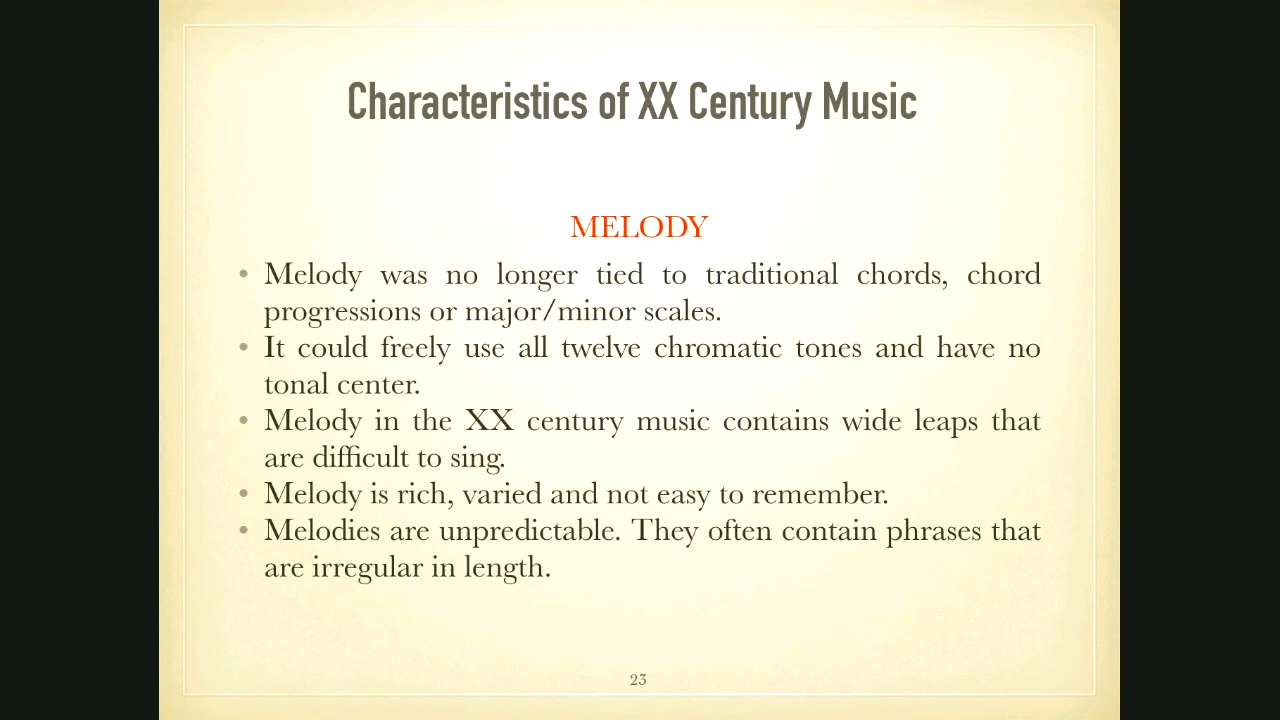 Characteristics of XX Century Music
MELODY
• Melody was no longer tied to traditional chords, chord
progressions or major/minor scales.
• It could freely use all twelve chromatic tones and have no
tonal center.
• Melody in the XX century music contains wide leaps that
are difficult to sing.
• Melody is rich, varied and not easy to remember.
• Melodies are unpredictable. They often contain phrases that
are irregular in length.
23